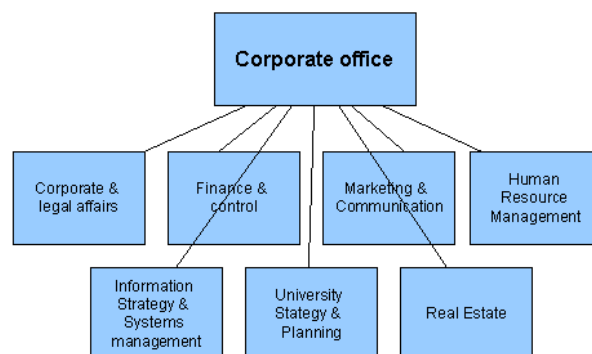 Corporate office
Corporate &
legal affairs
Finance &
control
Marketing &
Communication
Human
Resource
Management
Information
Strategy &
Systems
management
University
Stategy &
Planning
Real Estate